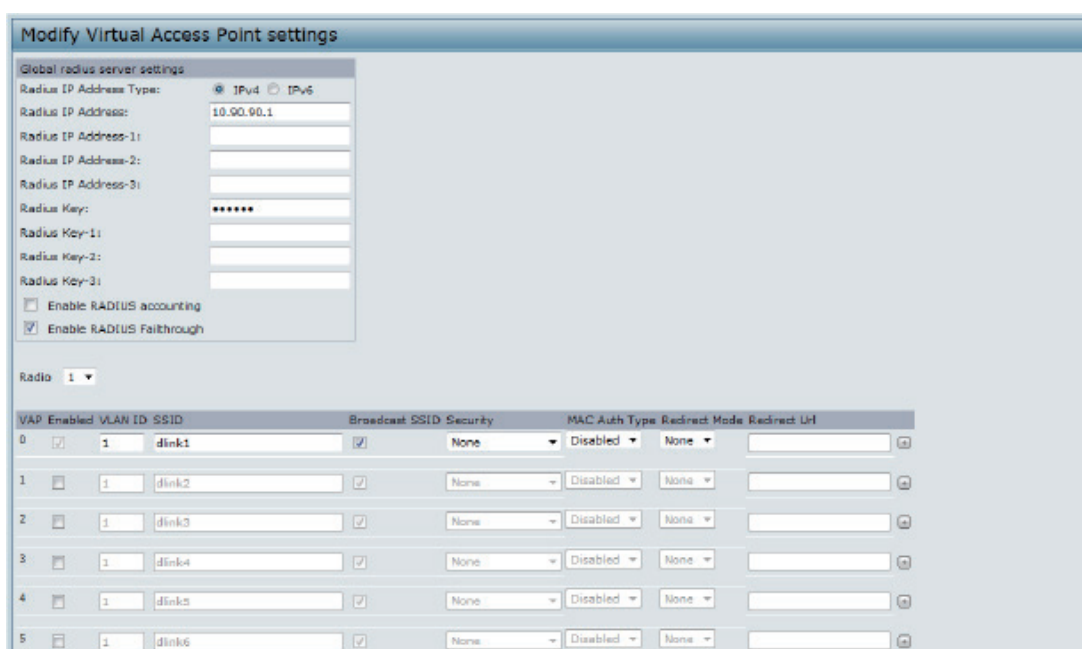 Modify Virtual Access Point settings
Global radius server settings
Radius IP Address Type: IPv4 IPv6
Radius IP Address: 10.90.90.1
Radius IP Address-1:
Radius IP Address-2:
Radius IP Address-3:
Radius Key: ••••••
Radius Key-1:
Radius Key-2:
Radius Key-3:
Enable RADIUS accounting
Enable RADIUS Failthrough
Radio 1
VAP Enabled VLAN ID SSID Broadcast SSID Security MAC Auth Type Redirect Mode Redirect Url
0 1 dlink1 None Disabled None
1 1 dlink2 None Disabled None
2 1 dlink3 None Disabled None
3 1 dlink4 None Disabled None
4 1 dlink5 None Disabled None
5 1 dlink6 None Disabled None